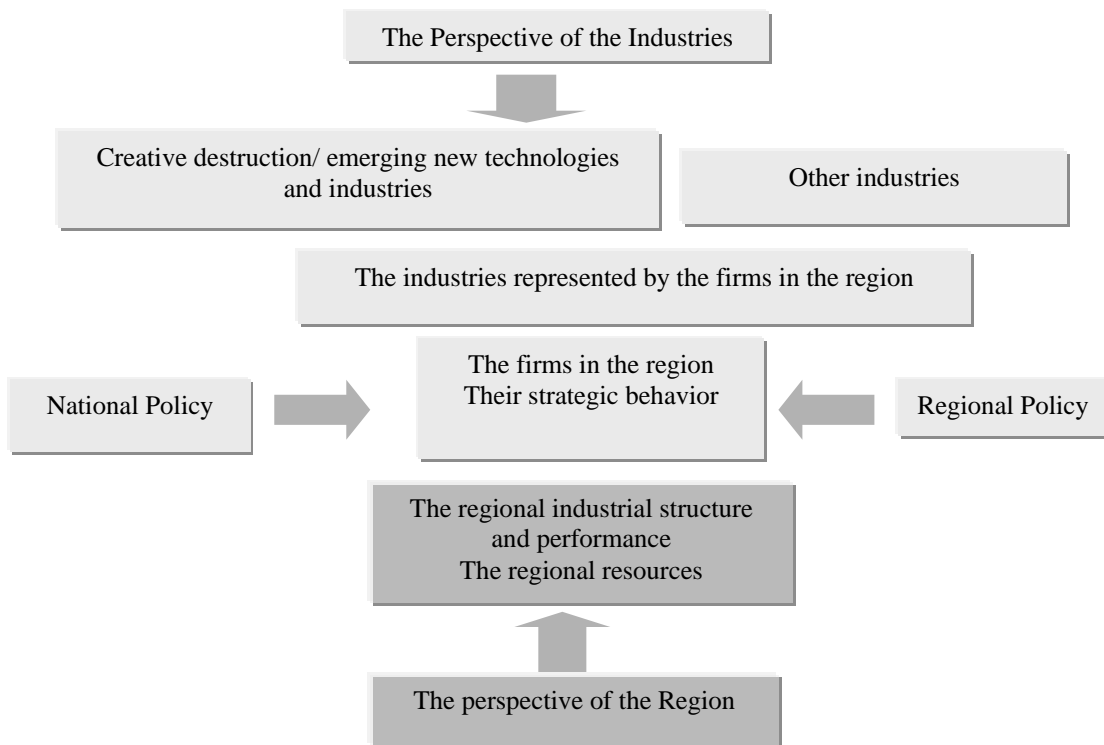 The Perspective of the Industries
Creative destruction/ emerging new technologies
and industries
Other industries
The industries represented by the firms in the region
The firms in the region
Their strategic behavior
National Policy
Regional Policy
The regional industrial structure
and performance
The regional resources
The perspective of the Region